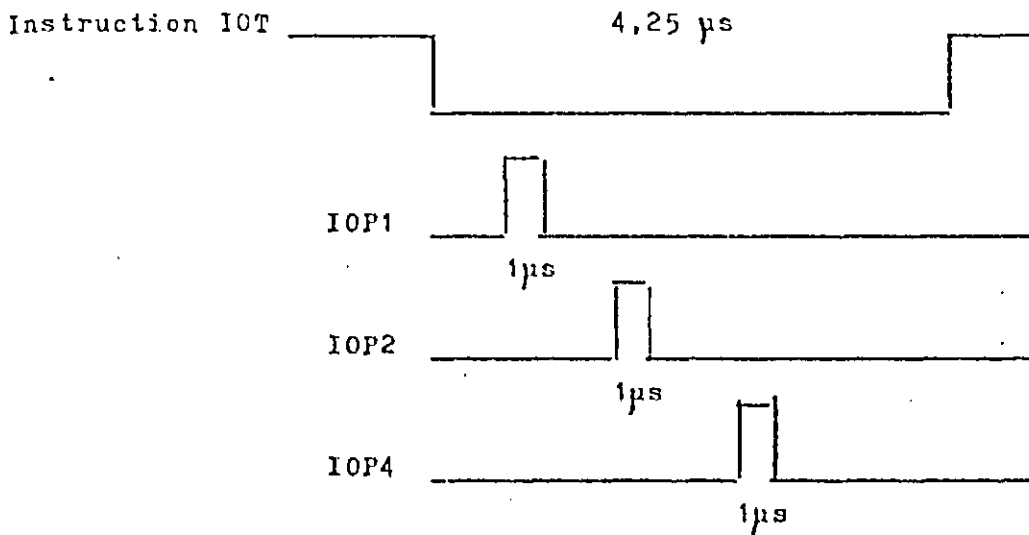 Instruction IOT 4,25 µs
IOP1
1µs
IOP2
1µs
IOP4
1µs